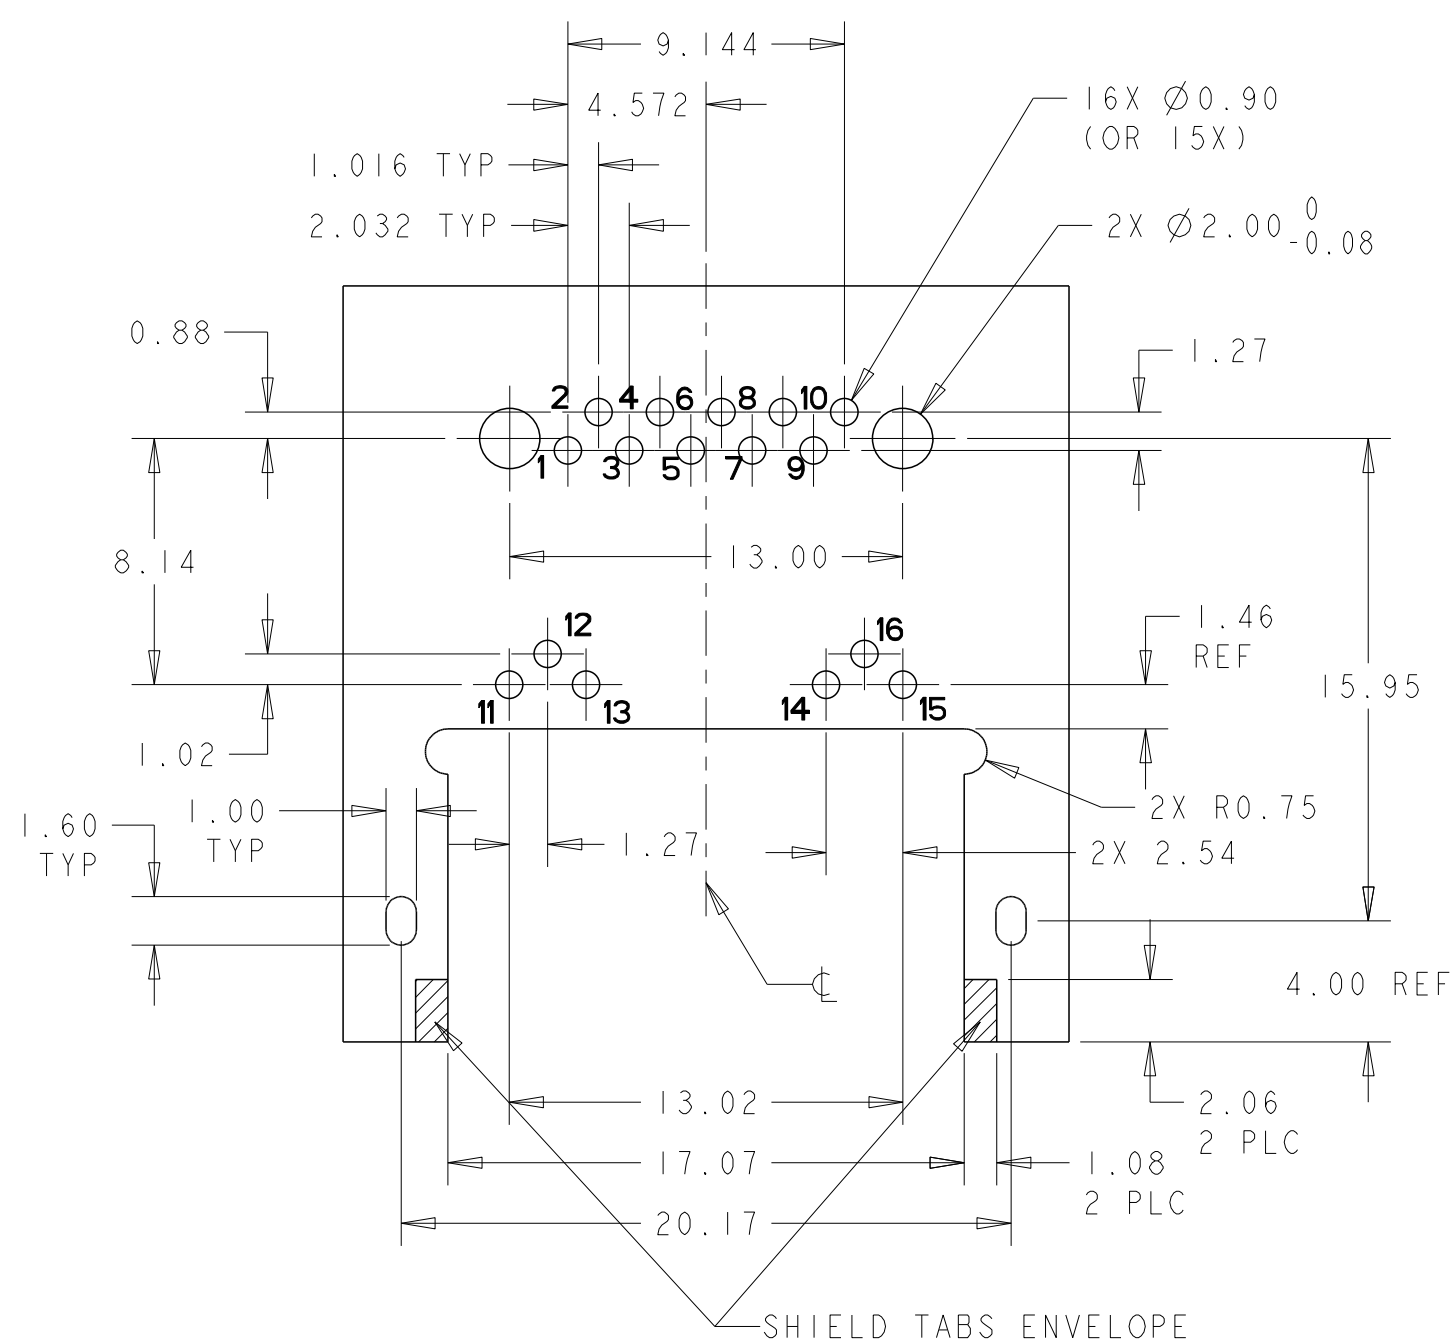 9.144
4.572
16X Ø0.90
(OR 15X)
1.016 TYP
2.032 TYP
2X Ø2.00 0
-0.08
0.88
1.27
2 4 6 8 10
1 3 5 7 9
8.14
13.00
12
16
1.46
REF
15.95
11 13 14 15
1.02
1.60
TYP
1.00
TYP
1.27
2X R0.75
2X 2.54
℄
4.00 REF
13.02
2.06
2 PLC
17.07
1.08
2 PLC
20.17
SHIELD TABS ENVELOPE